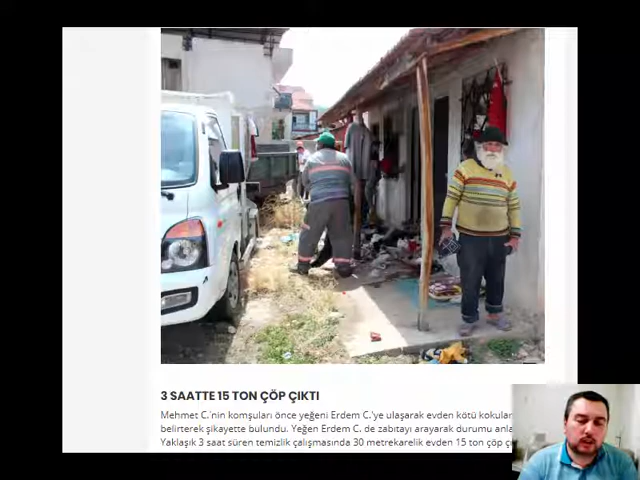 3 SAATTE 15 TON ÇÖP ÇIKTI
Mehmet C.'nin komşuları önce yeğeni Erdem C.'ye ulaşarak evden kötü kokular
belirterek şikayette bulundu. Yeğen Erdem C. de zabıtayı arayarak durumu
Yaklaşık 3 saat süren temizlik çalışmasında 30 metrekarelik evden 15 ton çöp